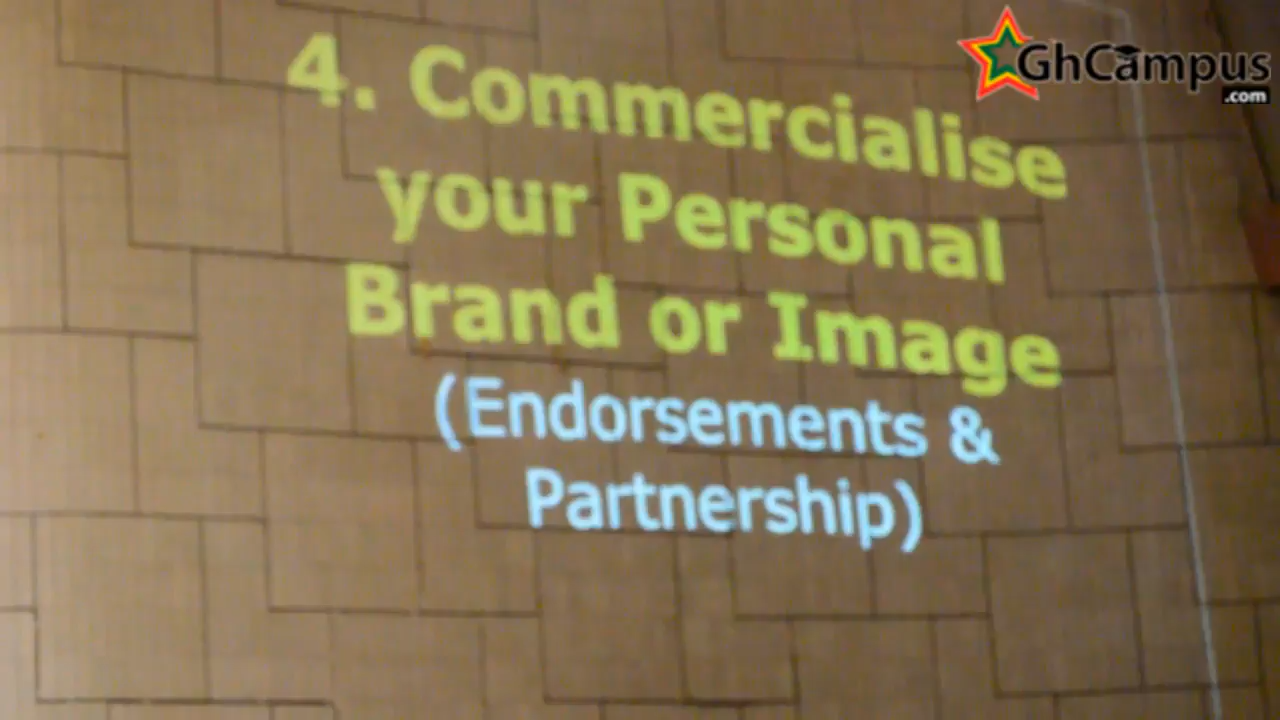 GhCampus
.com
4. Commercialise
your Personal
Brand or Image
(Endorsements &
Partnership)